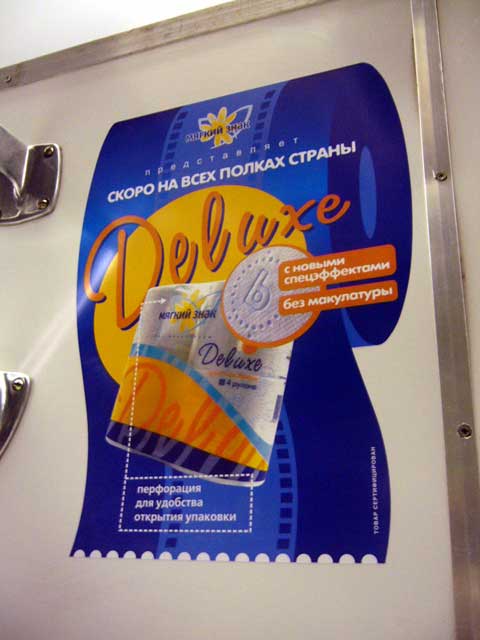 мягкий знак
представляет
СКОРО НА ВСЕХ ПОЛКАХ СТРАНЫ
Deluxe
с новыми
спецэффектами
без макулатуры
Ь
мягкий знак
Deluxe
4 рулона
Delu
перфорация
для удобства
открытия упаковки
ТОВАР СЕРТИФИЦИРОВАН